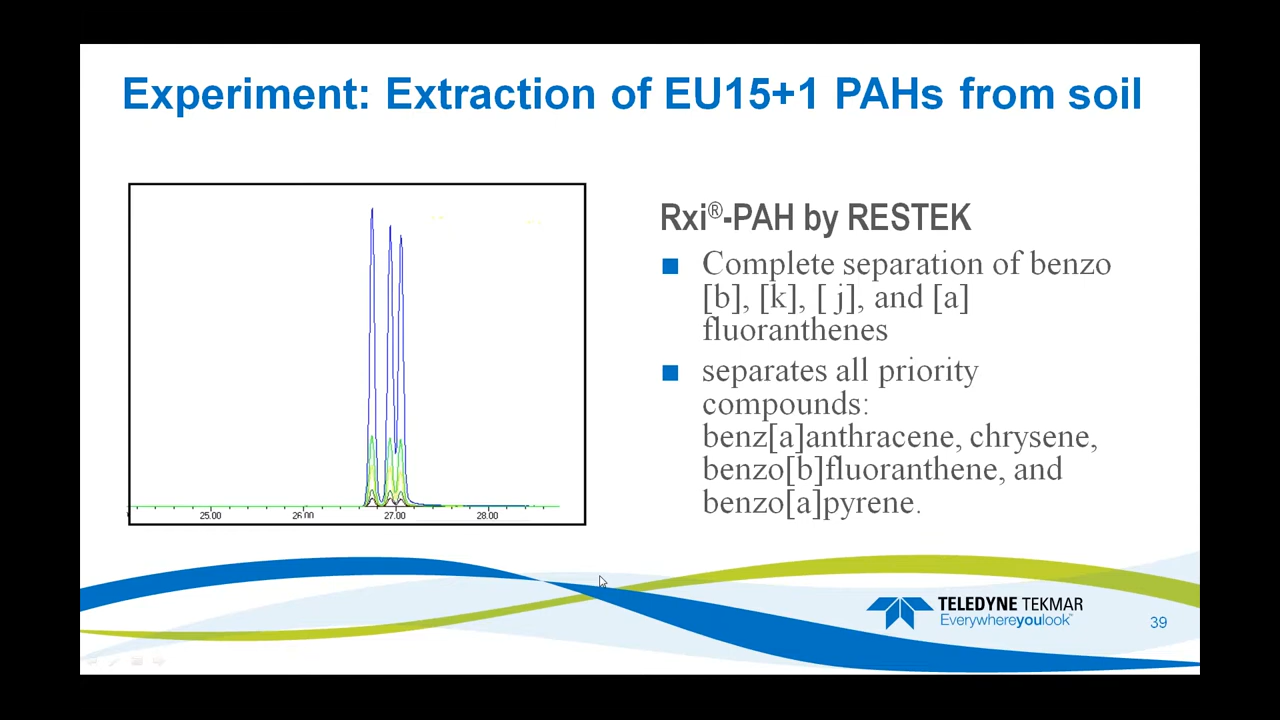 Experiment: Extraction of EU15+1 PAHs from soil
Rxi®-PAH by RESTEK
Complete separation of benzo
[b], [k], [ j], and [a]
fluoranthenes
separates all priority
compounds:
benz[a]anthracene, chrysene,
benzo[b]fluoranthene, and
benzo[a]pyrene.
25.00 26.00 27.00 28.00
TELEDYNE TEKMAR
Everywhereyoulook™
39